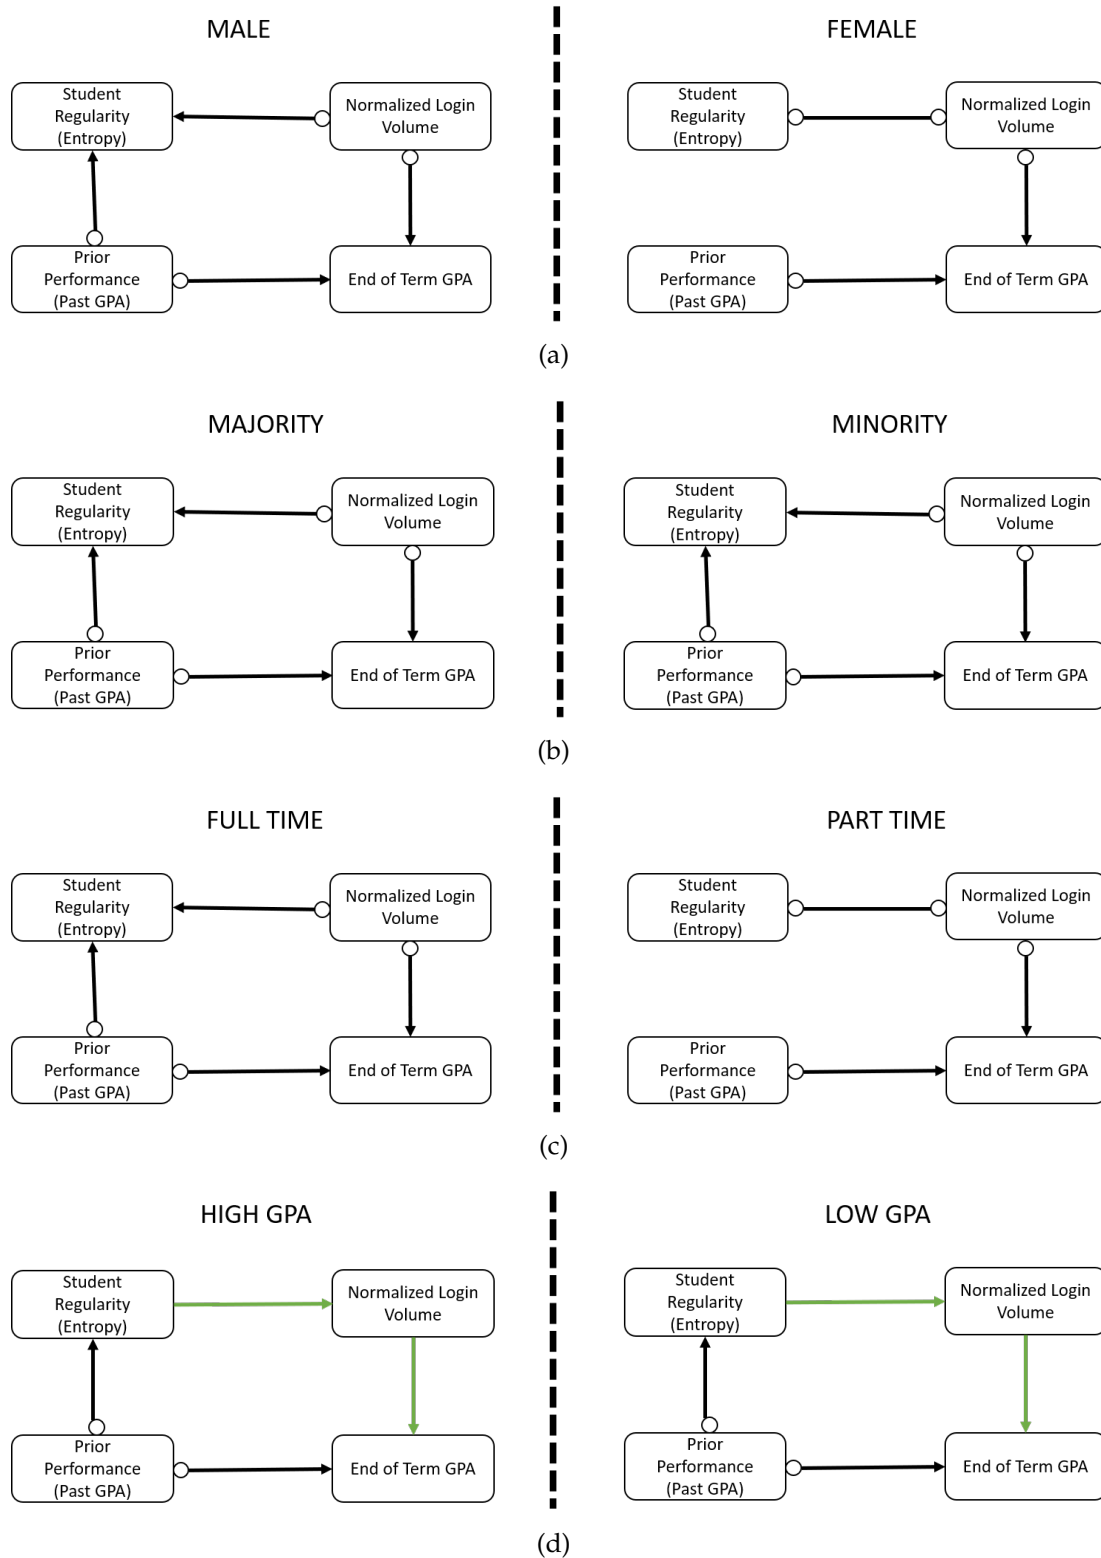 MALE
FEMALE
Student
Regularity
(Entropy)
Normalized Login
Volume
Student
Regularity
(Entropy)
Normalized Login
Volume
Prior
Performance
(Past GPA)
End of Term GPA
Prior
Performance
(Past GPA)
End of Term GPA
(a)
MAJORITY
MINORITY
Student
Regularity
(Entropy)
Normalized Login
Volume
Student
Regularity
(Entropy)
Normalized Login
Volume
Prior
Performance
(Past GPA)
End of Term GPA
Prior
Performance
(Past GPA)
End of Term GPA
(b)
FULL TIME
PART TIME
Student
Regularity
(Entropy)
Normalized Login
Volume
Student
Regularity
(Entropy)
Normalized Login
Volume
Prior
Performance
(Past GPA)
End of Term GPA
Prior
Performance
(Past GPA)
End of Term GPA
(c)
HIGH GPA
LOW GPA
Student
Regularity
(Entropy)
Normalized Login
Volume
Student
Regularity
(Entropy)
Normalized Login
Volume
Prior
Performance
(Past GPA)
End of Term GPA
Prior
Performance
(Past GPA)
End of Term GPA
(d)